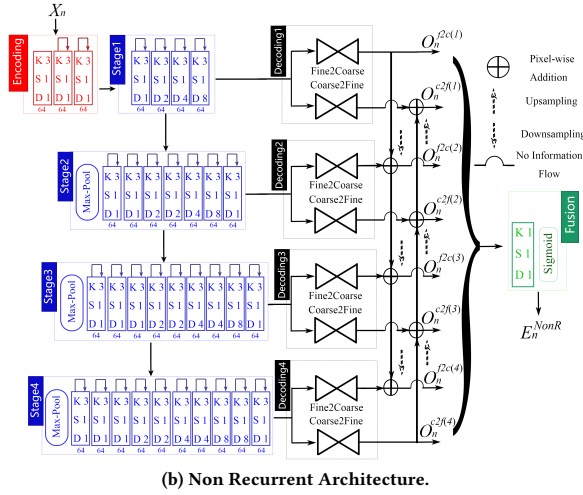 X_n
Encoding
K 3 K 3 K 3
S 1 S 1 S 1
D 1 D 1 D 1
64 64 64
Stage1
K 3 K 3 K 3 K 3
S 1 S 1 S 1 S 1
D 1 D 2 D 4 D 8
64 64 64 64
Decoding1
Fine2Coarse
Coarse2Fine
O_n^{f2c(1)}
O_n^{c2f(1)}
Stage2
Max-Pool
K 3 K 3 K 3 K 3 K 3 K 3
S 1 S 1 S 1 S 1 S 1 S 1
D 1 D 1 D 2 D 2 D 4 D 4
64 64 64 64 64 64
Decoding2
Fine2Coarse
Coarse2Fine
O_n^{f2c(2)}
O_n^{c2f(2)}
Stage3
Max-Pool
K 3 K 3 K 3 K 3 K 3 K 3 K 3 K 3
S 1 S 1 S 1 S 1 S 1 S 1 S 1 S 1
D 1 D 1 D 2 D 2 D 4 D 4 D 8 D 1
64 64 64 64 64 64 64 64
Decoding3
Fine2Coarse
Coarse2Fine
O_n^{f2c(3)}
O_n^{c2f(3)}
Stage4
Max-Pool
K 3 K 3 K 3 K 3 K 3 K 3 K 3 K 3
S 1 S 1 S 1 S 1 S 1 S 1 S 1 S 1
D 1 D 1 D 2 D 2 D 4 D 8 D 8 D 1
64 64 64 64 64 64 64 64
Decoding4
Fine2Coarse
Coarse2Fine
O_n^{f2c(4)}
O_n^{c2f(4)}
Pixel-wise
Addition
Upsampting
Downsampting
No Information
Flow
Fusion
K 1
S 1
D 1
Sigmoid
E_n^{NonR}
(b) Non Recurrent Architecture.